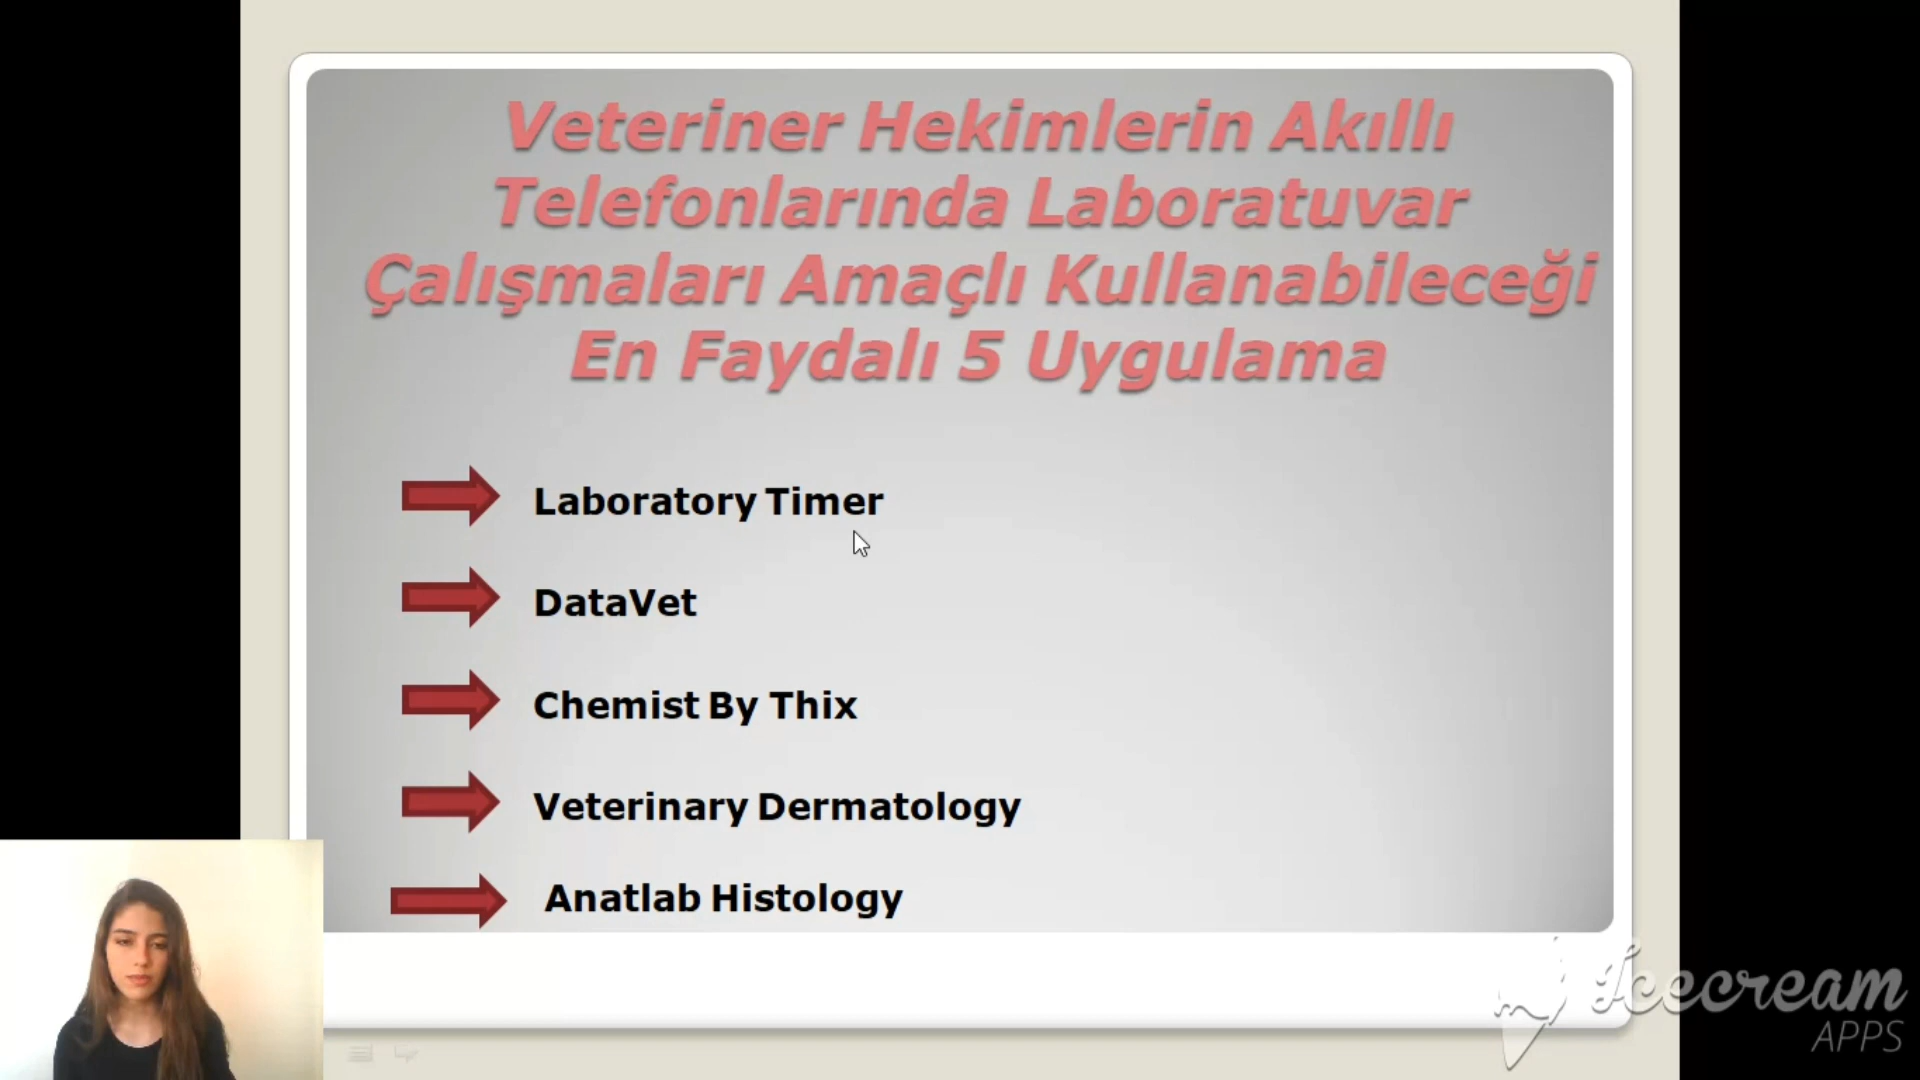 Veteriner Hekimlerin Akıllı
Telefonlarında Laboratuvar
Çalışmaları Amaçlı Kullanabileceği
En Faydalı 5 Uygulama
Laboratory Timer
DataVet
Chemist By Thix
Veterinary Dermatology
Anatlab Histology
Icecream
APPS